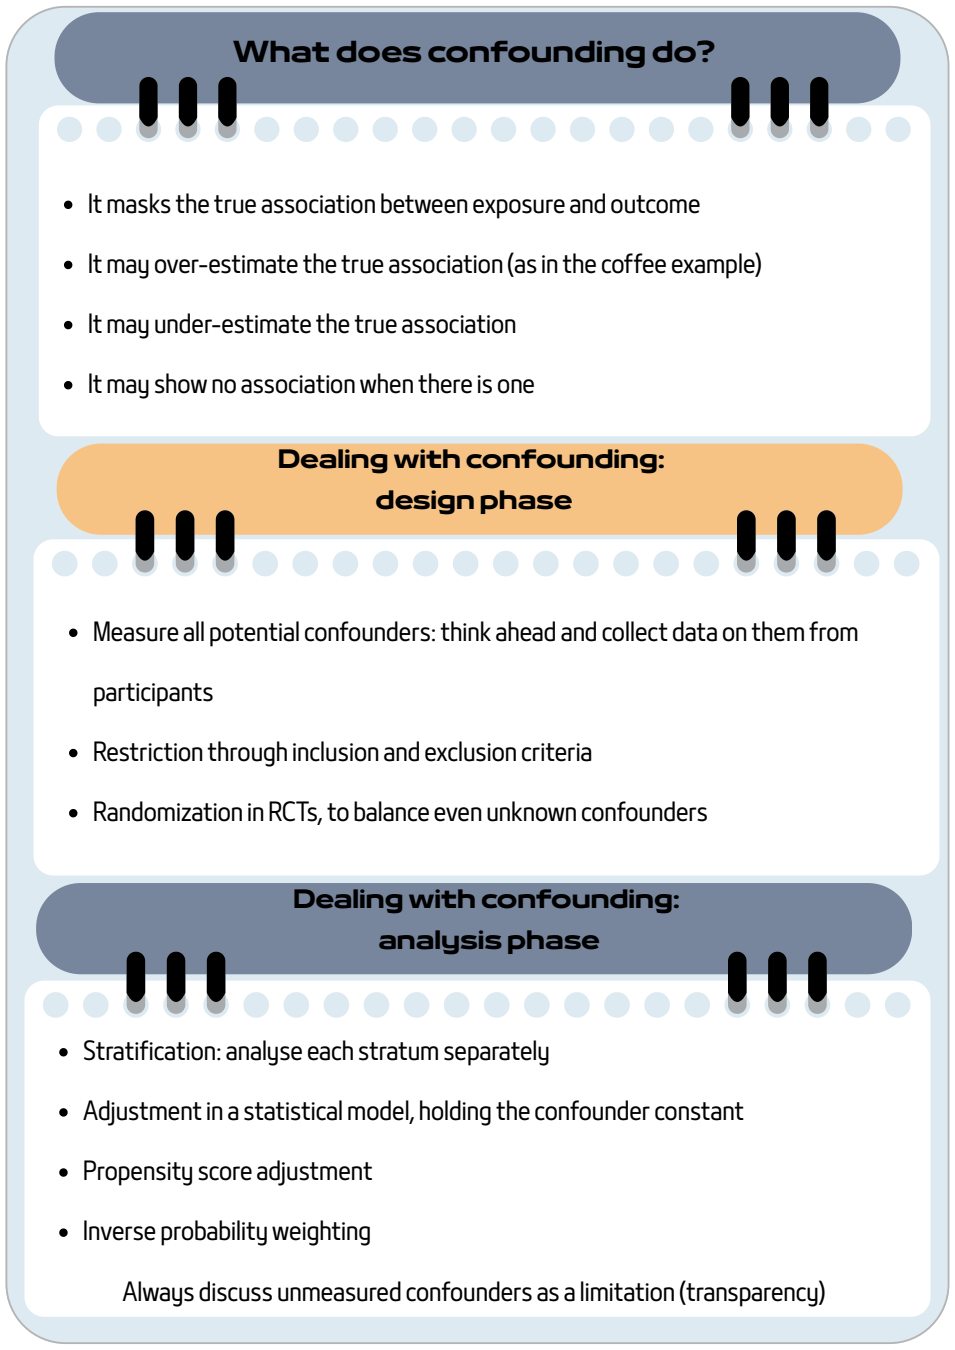 What does confounding do?
• It masks the true association between exposure and outcome
• It may over-estimate the true association (as in the coffee example)
• It may under-estimate the true association
• It may show no association when there is one
Dealing with confounding:
design phase
• Measure all potential confounders: think ahead and collect data on them from
participants
• Restriction through inclusion and exclusion criteria
• Randomization in RCTs, to balance even unknown confounders
Dealing with confounding:
analysis phase
• Stratification: analyse each stratum separately
• Adjustment in a statistical model, holding the confounder constant
• Propensity score adjustment
• Inverse probability weighting
Always discuss unmeasured confounders as a limitation (transparency)